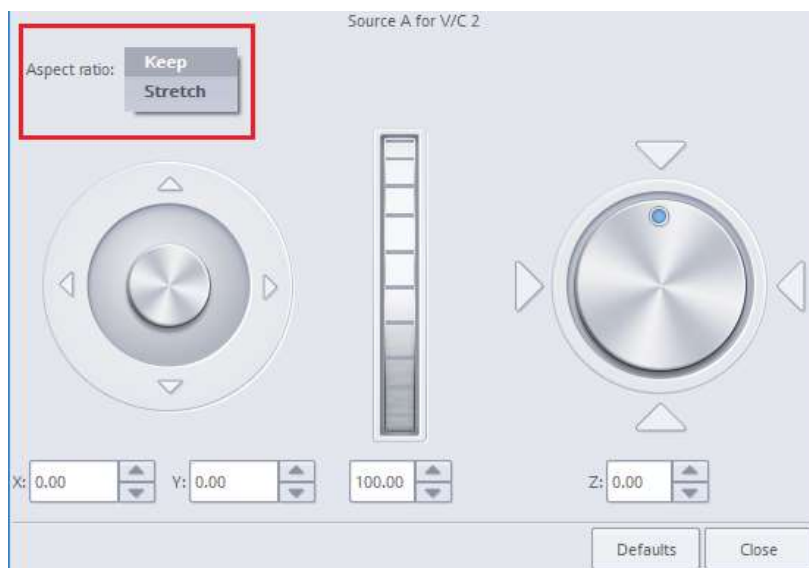 Source A for V/C 2
Aspect ratio:
Keep
Stretch
X: 0.00 Y: 0.00 100.00 Z: 0.00
Defaults Close